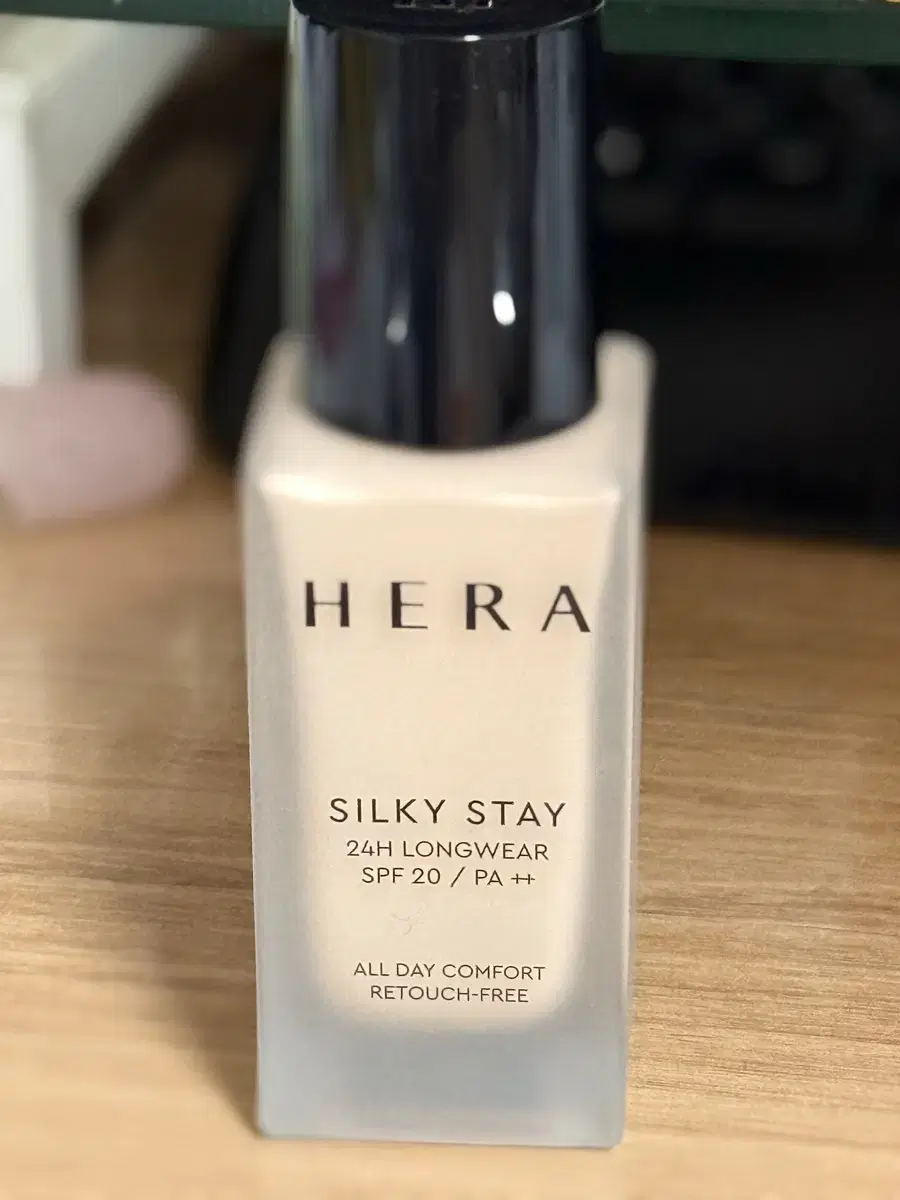 HERA
SILKY STAY
24H LONGWEAR
SPF 20 / PA ++
ALL DAY COMFORT
RETOUCH-FREE